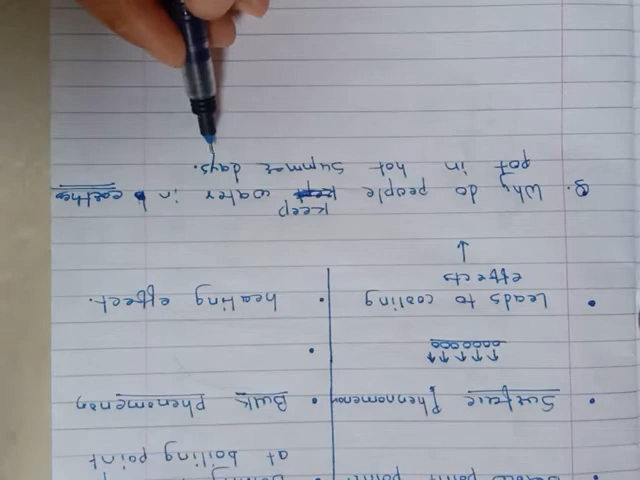 at boiling point
• Surface Phenomenon • Bulk Phenomenon
↑↑↑↑↑ •
ooooooo
• Leads to cooling • heating effect.
effects
↓
keep
Q. Why do people water in earthen
pot in hot summer days.